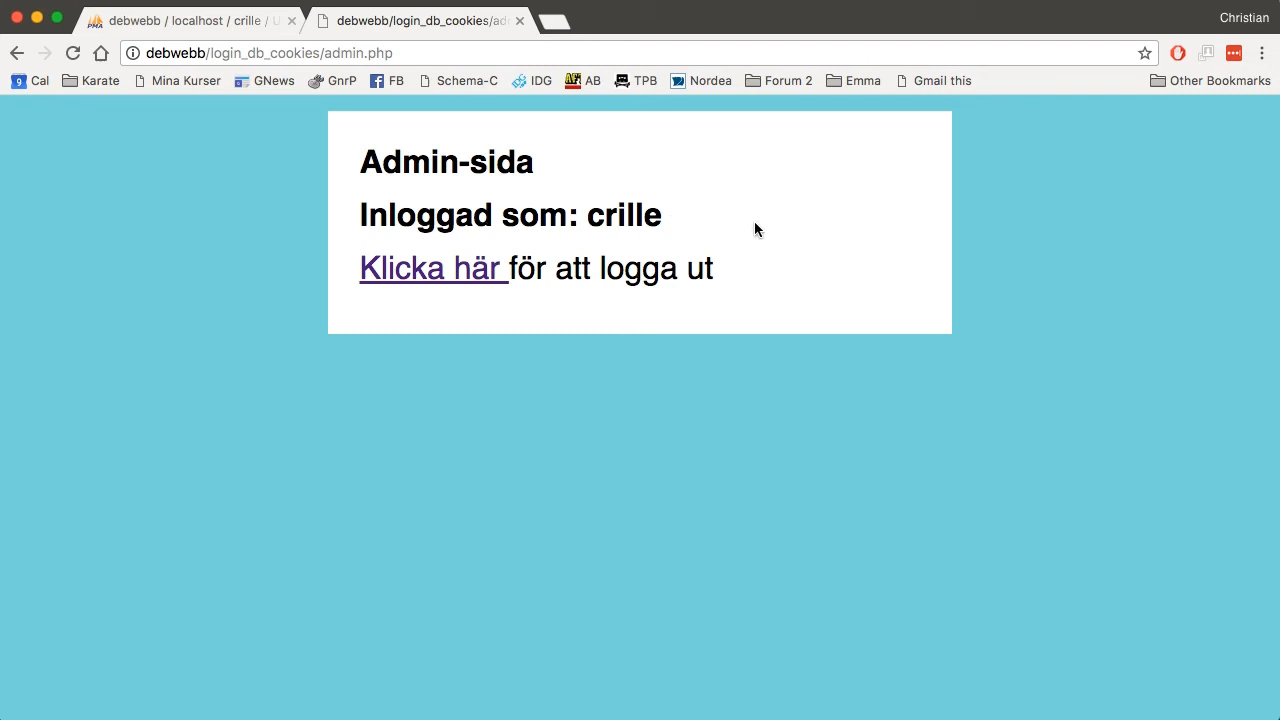 debwebb / localhost / crille / U
debwebb/login_db_cookies/adm
Christian
debwebb/login_db_cookies/admin.php
9 Cal Karate Mina Kurser GNews GnrP FB Schema-C IDG AB TPB Nordea Forum 2 Emma Gmail this Other Bookmarks
Admin-sida
Inloggad som: crille
Klicka här för att logga ut